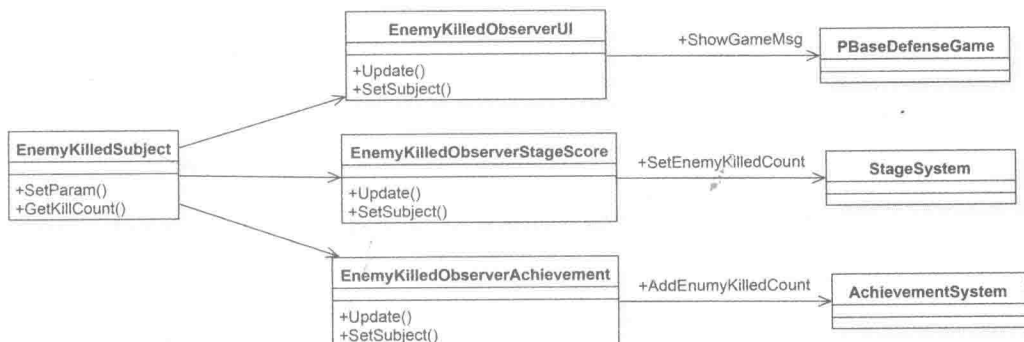 EnemyKilledObserverUI
+Update()
+SetSubject()
+ShowGameMsg
PBaseDefenseGame
EnemyKilledSubject
+SetParam()
+GetKillCount()
EnemyKilledObserverStageScore
+Update()
+SetSubject()
+SetEnemyKilledCount
StageSystem
EnemyKilledObserverAchievement
+Update()
+SetSubject()
+AddEnumyKilledCount
AchievementSystem